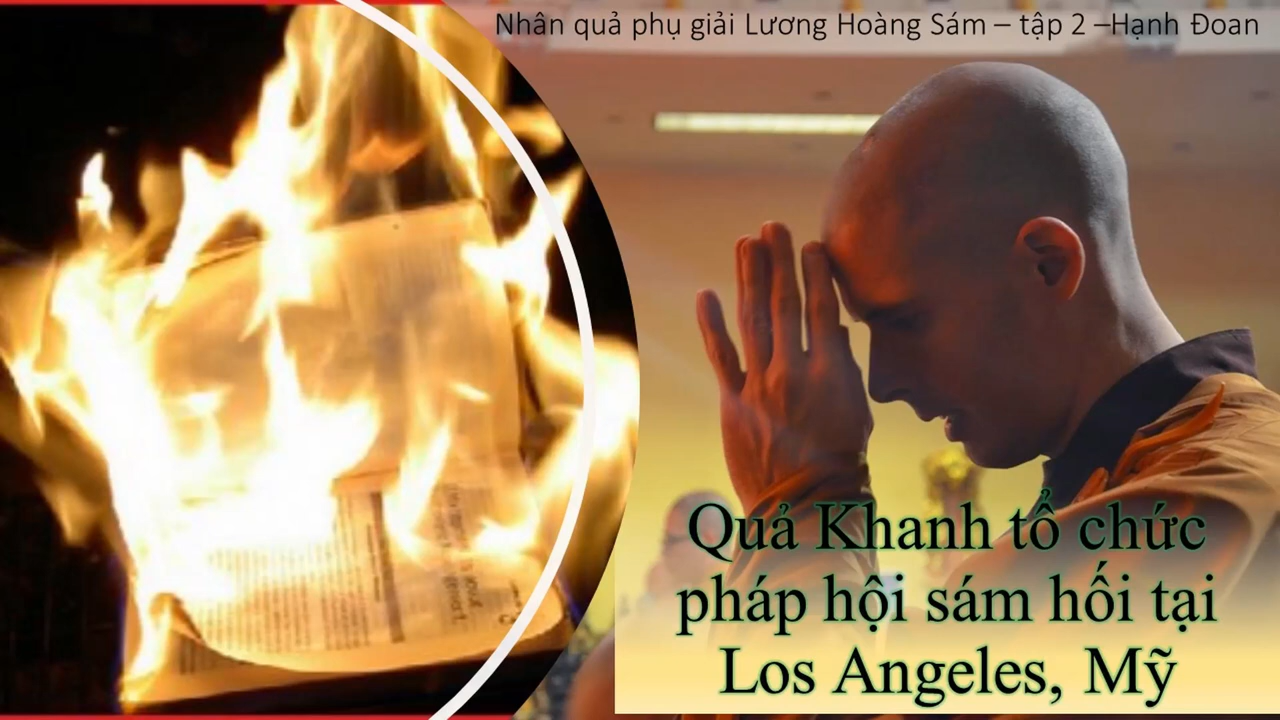 Nhân quả phụ giải Lương Hoàng Sám – tập 2 –Hạnh Đoan
Quả Khanh tổ chức
pháp hội sám hối tại
Los Angeles, Mỹ